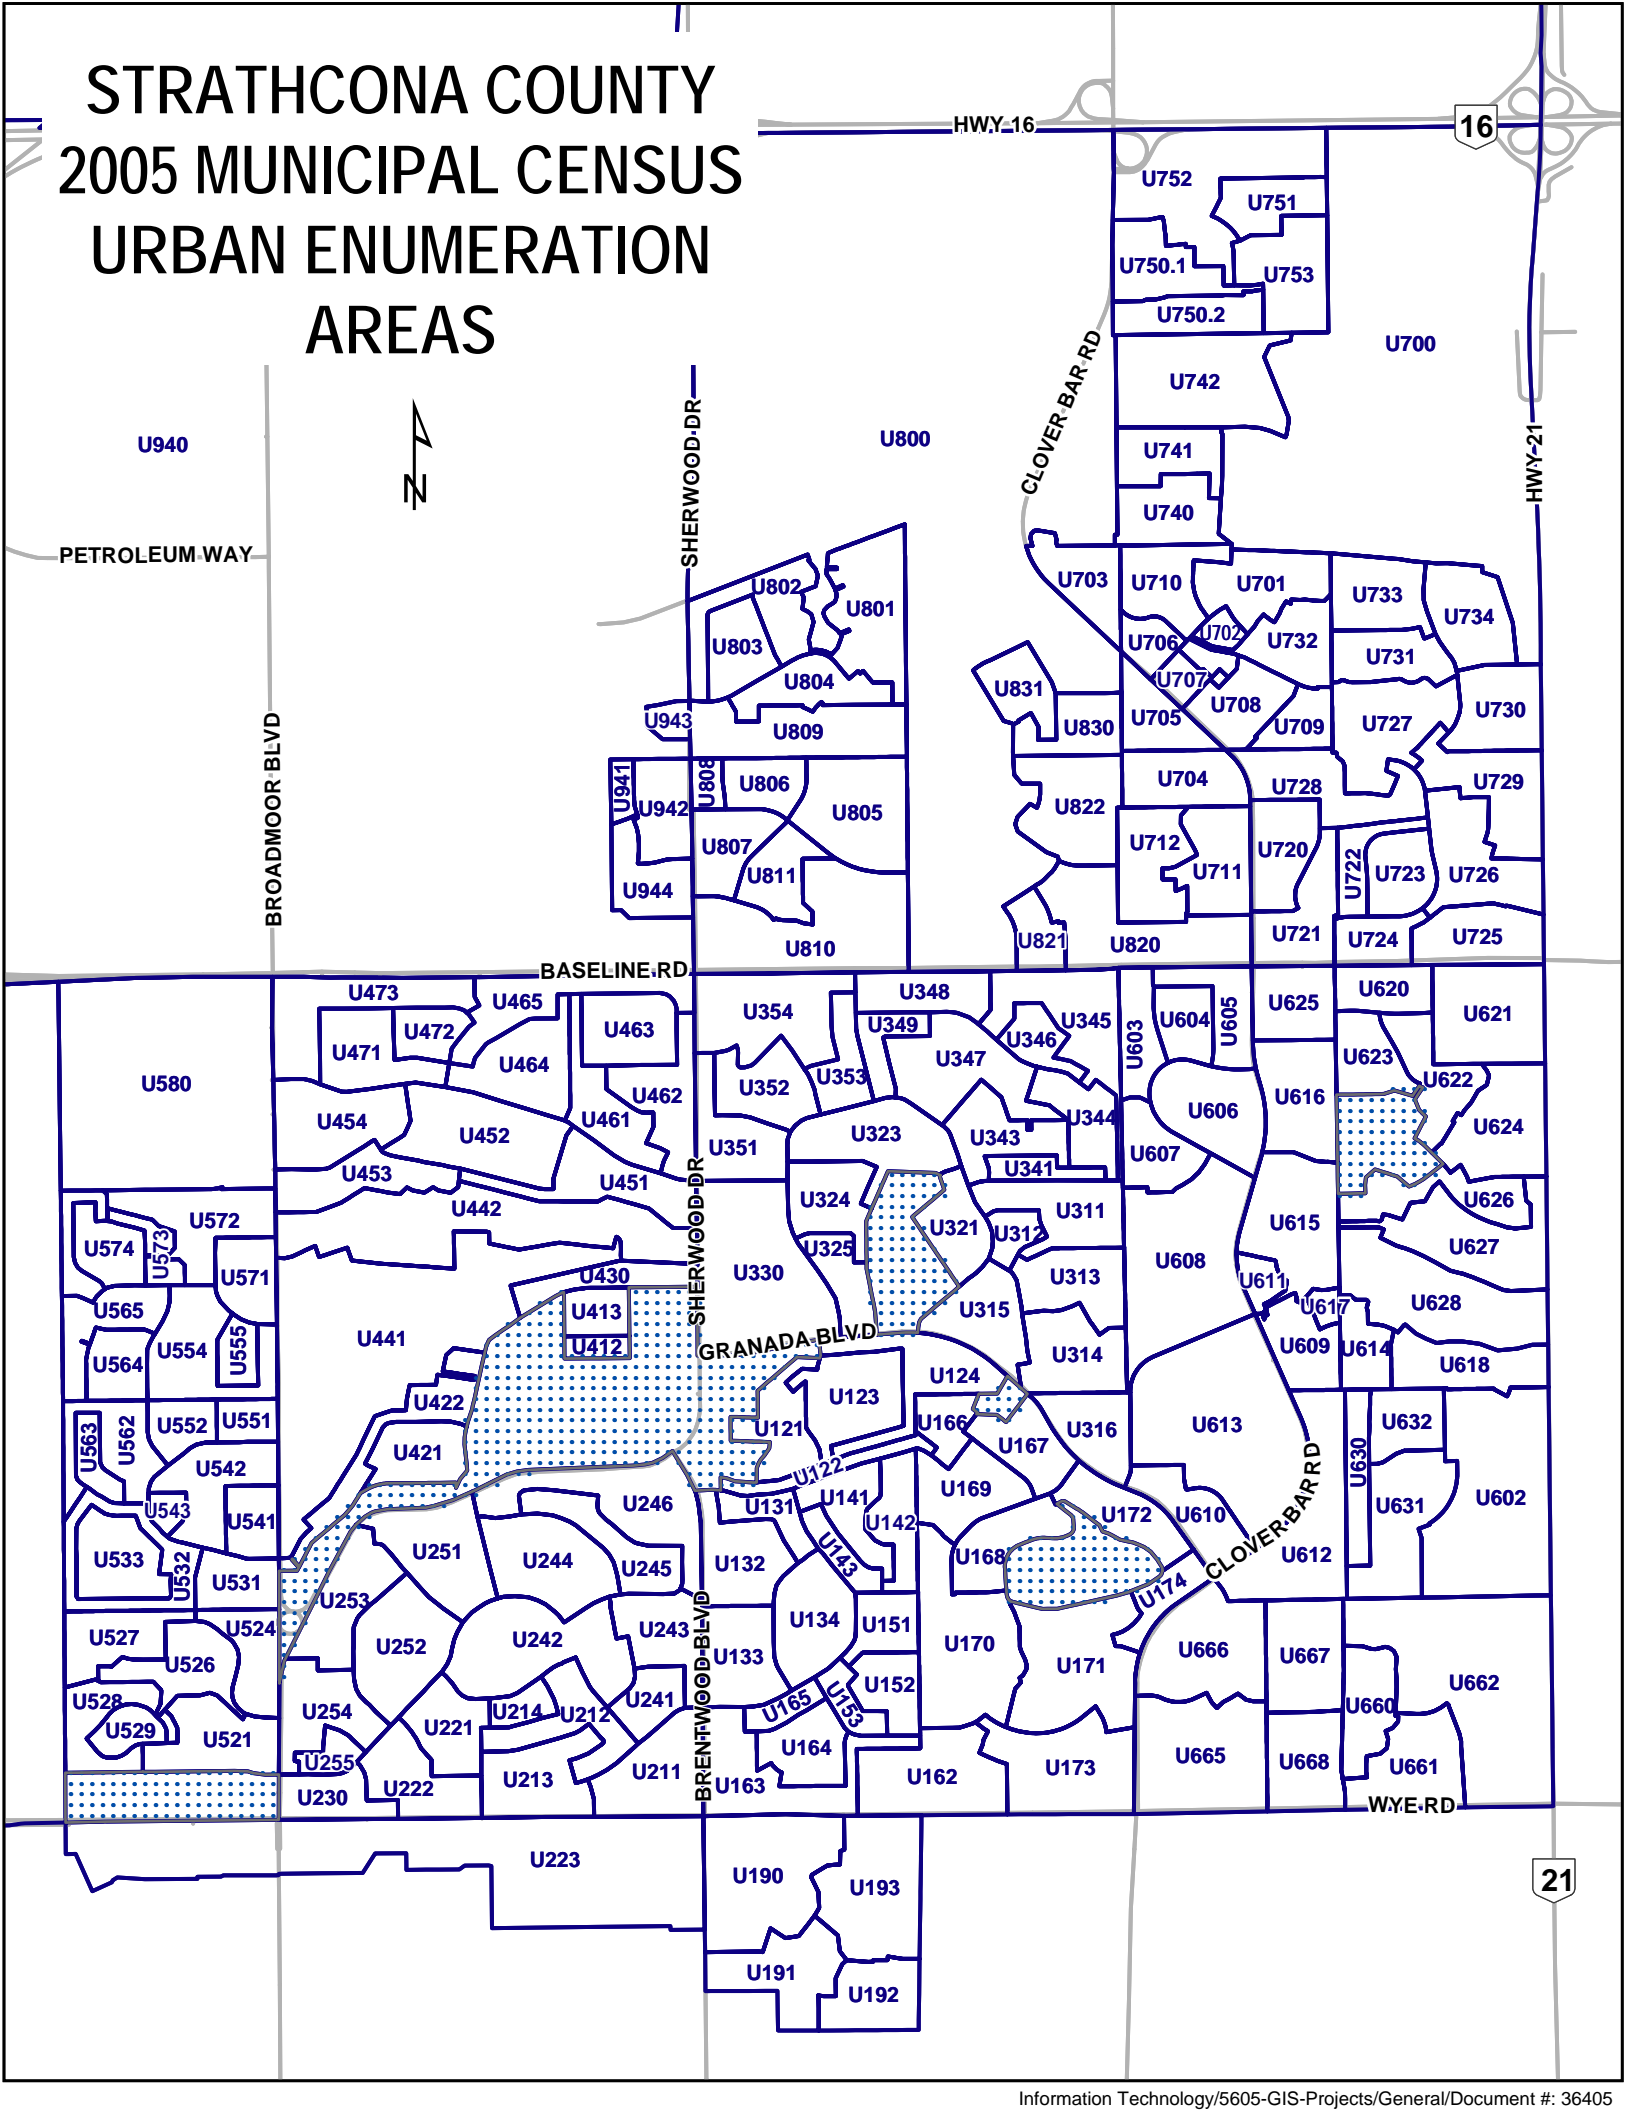 STRATHCONA COUNTY
2005 MUNICIPAL CENSUS
URBAN ENUMERATION
AREAS
HWY 16
16
U752
U751
U750.1
U753
U750.2
U700
CLOVER BAR RD
U742
U940
N
SHERWOOD DR
U800
U741
HWY 21
U740
PETROLEUM WAY
U802
U801
U703
U710
U701
U733
U734
U803
U706
U702
U732
U731
U804
U831
U707
U708
U730
U943
U809
U830
U705
U709
U727
BROADMOOR BLVD
U941
U942
U808
U806
U805
U822
U704
U728
U729
U807
U811
U712
U711
U720
U722
U723
U726
U944
U810
U821
U820
U721
U724
U725
BASELINE RD
U473
U465
U463
U354
U348
U345
U603
U604
U605
U625
U620
U621
U472
U471
U464
U349
U346
U347
U623
U580
U462
U461
U352
U353
U622
U454
U452
U351
U323
U343
U344
U606
U616
U624
U453
U451
SHERWOOD DR
U324
U341
U607
U442
U311
U626
U572
U574
U573
U571
U325
U321
U312
U608
U615
U627
U430
U330
U313
U611
U565
U413
U315
U617
U628
U441
U412
GRANADA BLVD
U564
U554
U555
U314
U609
U614
U618
U422
U124
U123
U563
U562
U552
U551
U421
U121
U166
U167
U316
U613
U630
U632
U542
U122
U169
U602
U543
U541
U246
U131
U141
U142
U172
U610
U631
U533
U532
U531
U251
U244
U245
U132
U143
U168
CLOVER BAR RD
U612
U253
U174
U527
U524
U526
U252
U242
U243
BRENTWOOD BLVD
U133
U134
U151
U170
U171
U666
U667
U662
U528
U529
U521
U254
U221
U214
U212
U241
U165
U153
U152
U660
U255
U164
U230
U222
U213
U211
U163
U162
U173
U665
U668
U661
WYE RD
U223
U190
U193
21
U191
U192
Information Technology/5605-GIS-Projects/General/Document #: 36405